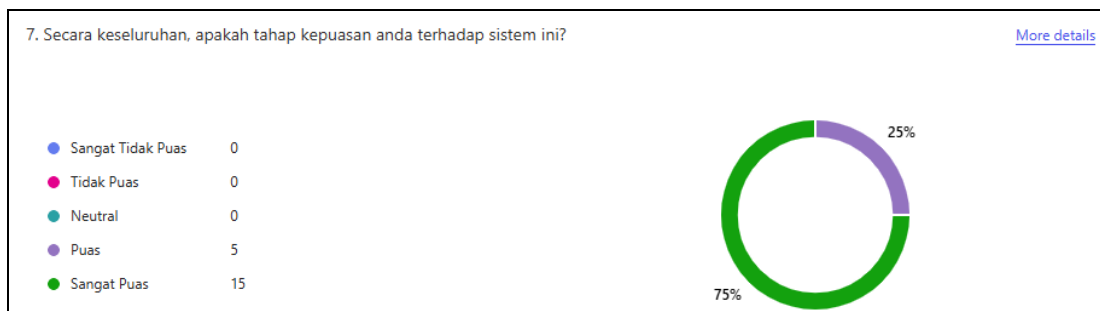 7. Secara keseluruhan, apakah tahap kepuasan anda terhadap sistem ini?
More details
Sangat Tidak Puas 0
Tidak Puas 0
Neutral 0
Puas 5
Sangat Puas 15
25%
75%